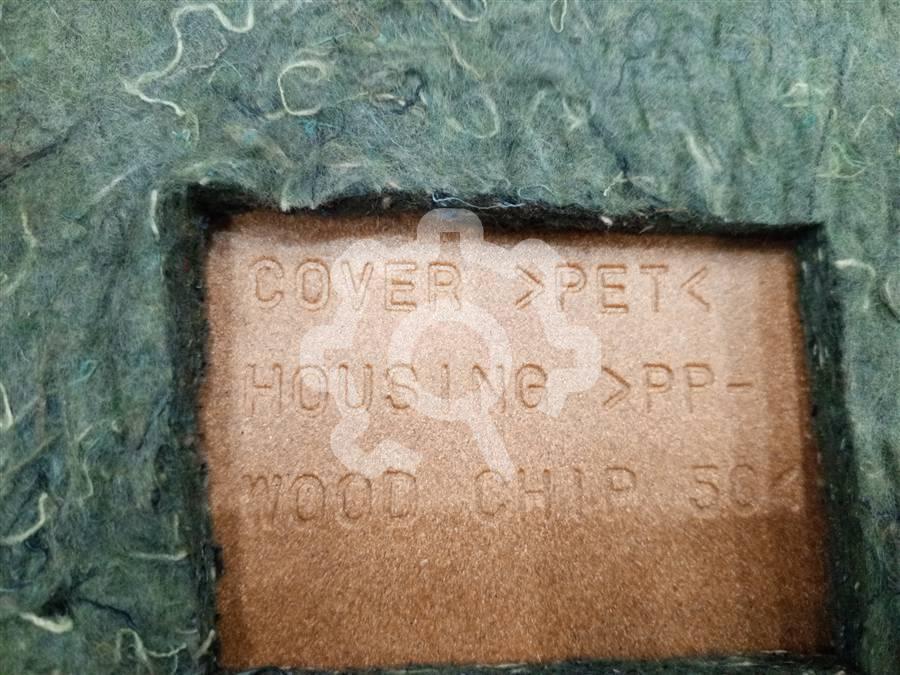 COVER >PET<
HOUSING >PP-
WOOD CHIP 50<